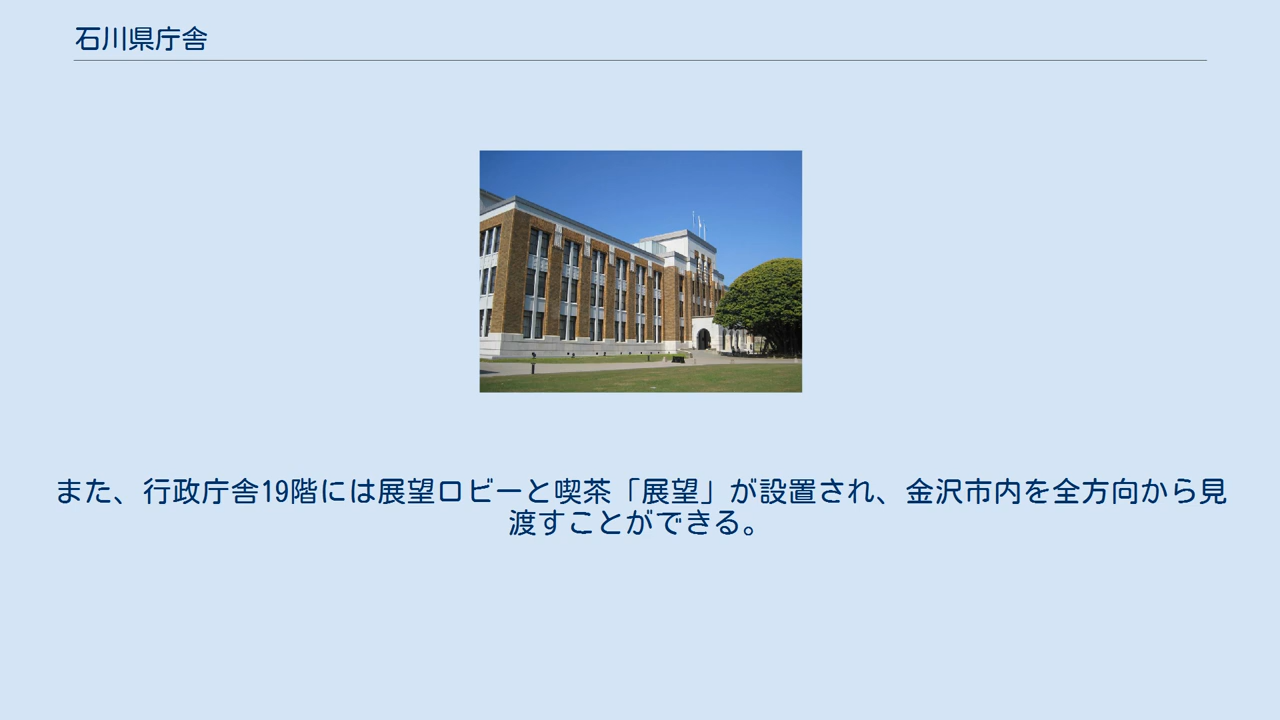 石川県庁舎
また、行政庁舎19階には展望ロビーと喫茶「展望」が設置され、金沢市内を全方向から見
渡すことができる。